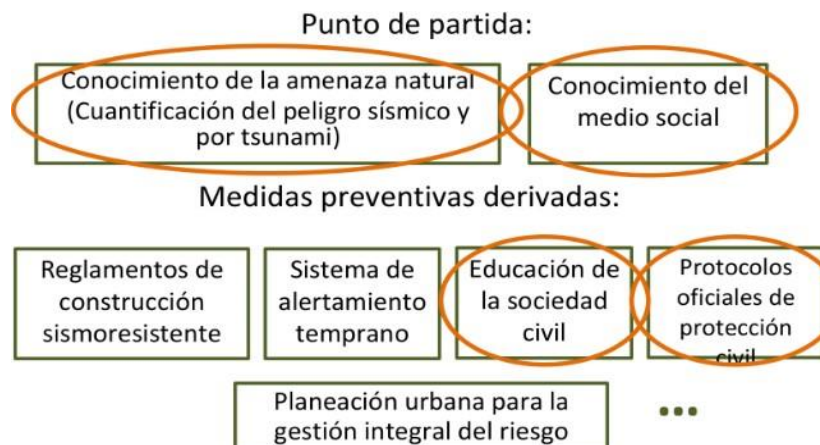 Punto de partida:
Conocimiento de la amenaza natural
(Cuantificación del peligro sísmico y
por tsunami)
Conocimiento del
medio social
Medidas preventivas derivadas:
Reglamentos de
construcción
sismoresistente
Sistema de
alertamiento
temprano
Educación de
la sociedad
civil
Protocolos
oficiales de
protección
civil
Planeación urbana para la
gestión integral del riesgo
...